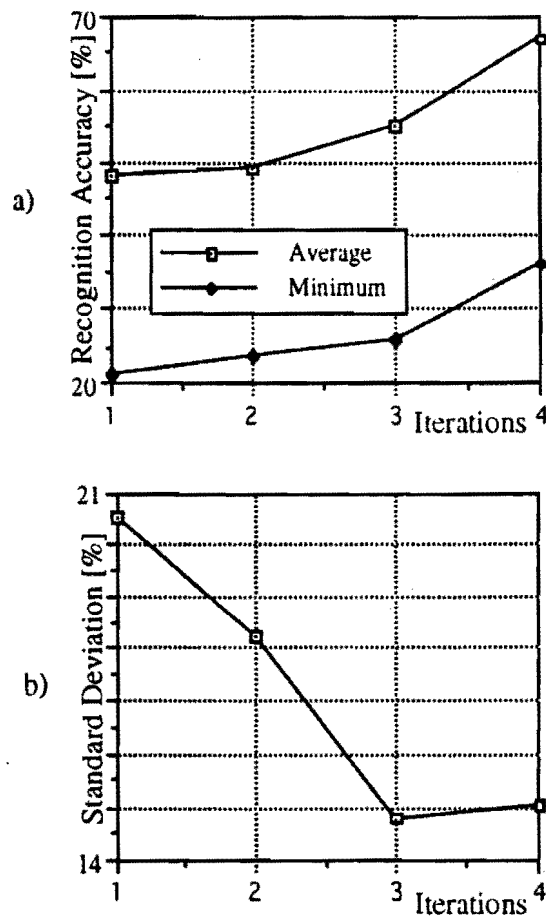 a)
Recognition Accuracy [%]
70
20
Average
Minimum
1 2 3 4
Iterations
b)
Standard Deviation [%]
21
14
1 2 3 4
Iterations